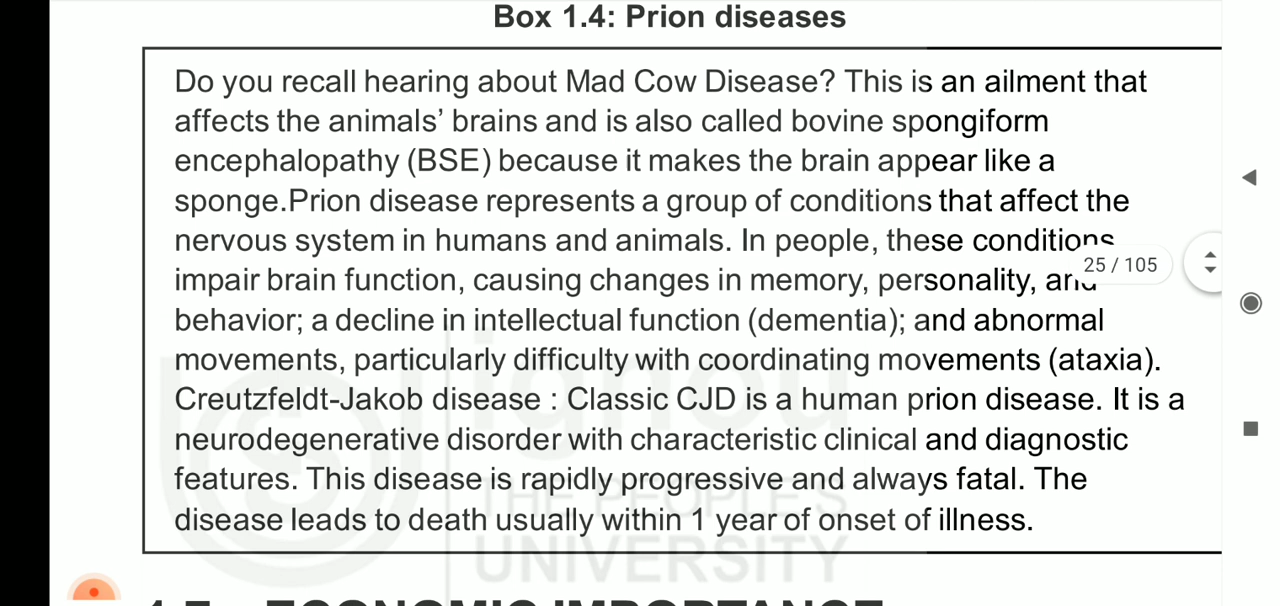 Box 1.4: Prion diseases
Do you recall hearing about Mad Cow Disease? This is an ailment that
affects the animals’ brains and is also called bovine spongiform
encephalopathy (BSE) because it makes the brain appear like a
sponge.Prion disease represents a group of conditions that affect the
nervous system in humans and animals. In people, these conditions
impair brain function, causing changes in memory, personality, and
25 / 105
behavior; a decline in intellectual function (dementia); and abnormal
movements, particularly difficulty with coordinating movements (ataxia).
Creutzfeldt-Jakob disease : Classic CJD is a human prion disease. It is a
neurodegenerative disorder with characteristic clinical and diagnostic
features. This disease is rapidly progressive and always fatal. The
disease leads to death usually within 1 year of onset of illness.
ignou
THE PEOPLE'S
UNIVERSITY
ECONOMIC IMPORTANCE